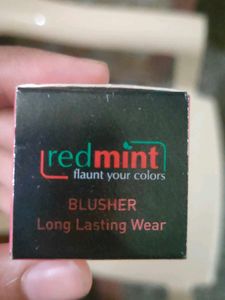 redmint
flaunt your colors
BLUSHER
Long Lasting Wear